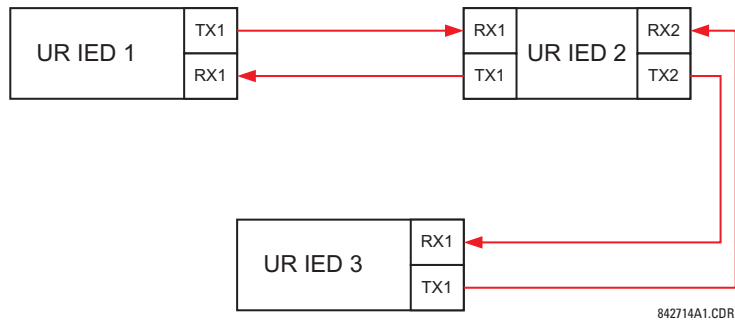 UR IED 1
TX1
RX1
RX1
TX1
UR IED 2
RX2
TX2
UR IED 3
RX1
TX1
842714A1.CDR